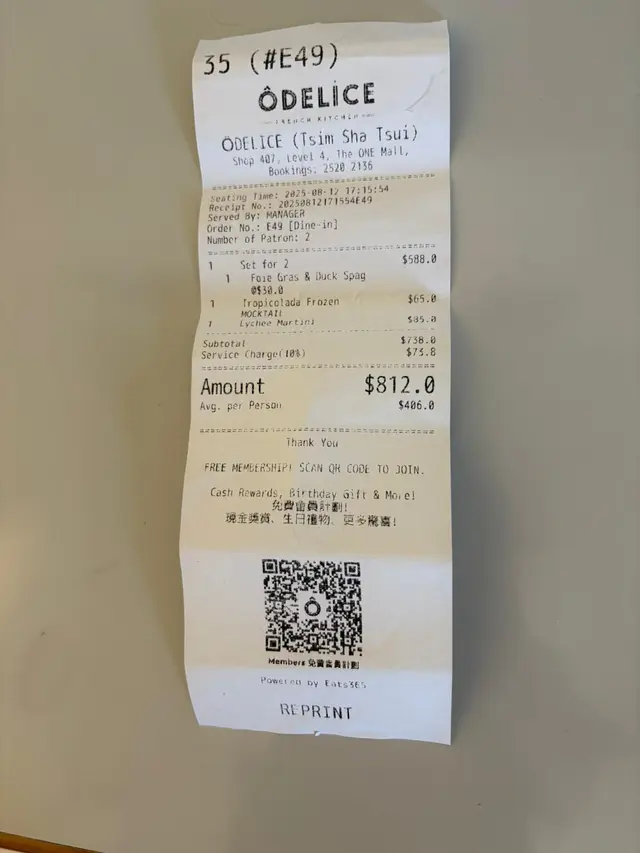 35 (#E49)
ÔDELICE
FRENCH KITCHEN
ÔDELICE (Tsim Sha Tsui)
Shop 407, Level 4, The ONE Mall,
Bookings: 2520 2136
Seating Time: 2025-08-12 17:15:54
Receipt No.: 20250812171554E49
Served By: MANAGER
Order No.: E49 [Dine-in]
Number of Patron: 2
1 Set for 2 $588.0
1 Foie Gras & Duck Spag
@$30.0
1 Tropicolada Frozen $65.0
MOCKTAIL
1 Lychee Martini $85.0
Subtotal $738.0
Service Charge(10%) $73.8
Amount $812.0
Avg. per Person $406.0
Thank You
FREE MEMBERSHIP! SCAN QR CODE TO JOIN.
Cash Rewards, Birthday Gift & More!
免費會員計劃!
現金獎賞、生日禮物、更多驚喜!
Members 免費會員計劃
Powered by Eats365
REPRINT